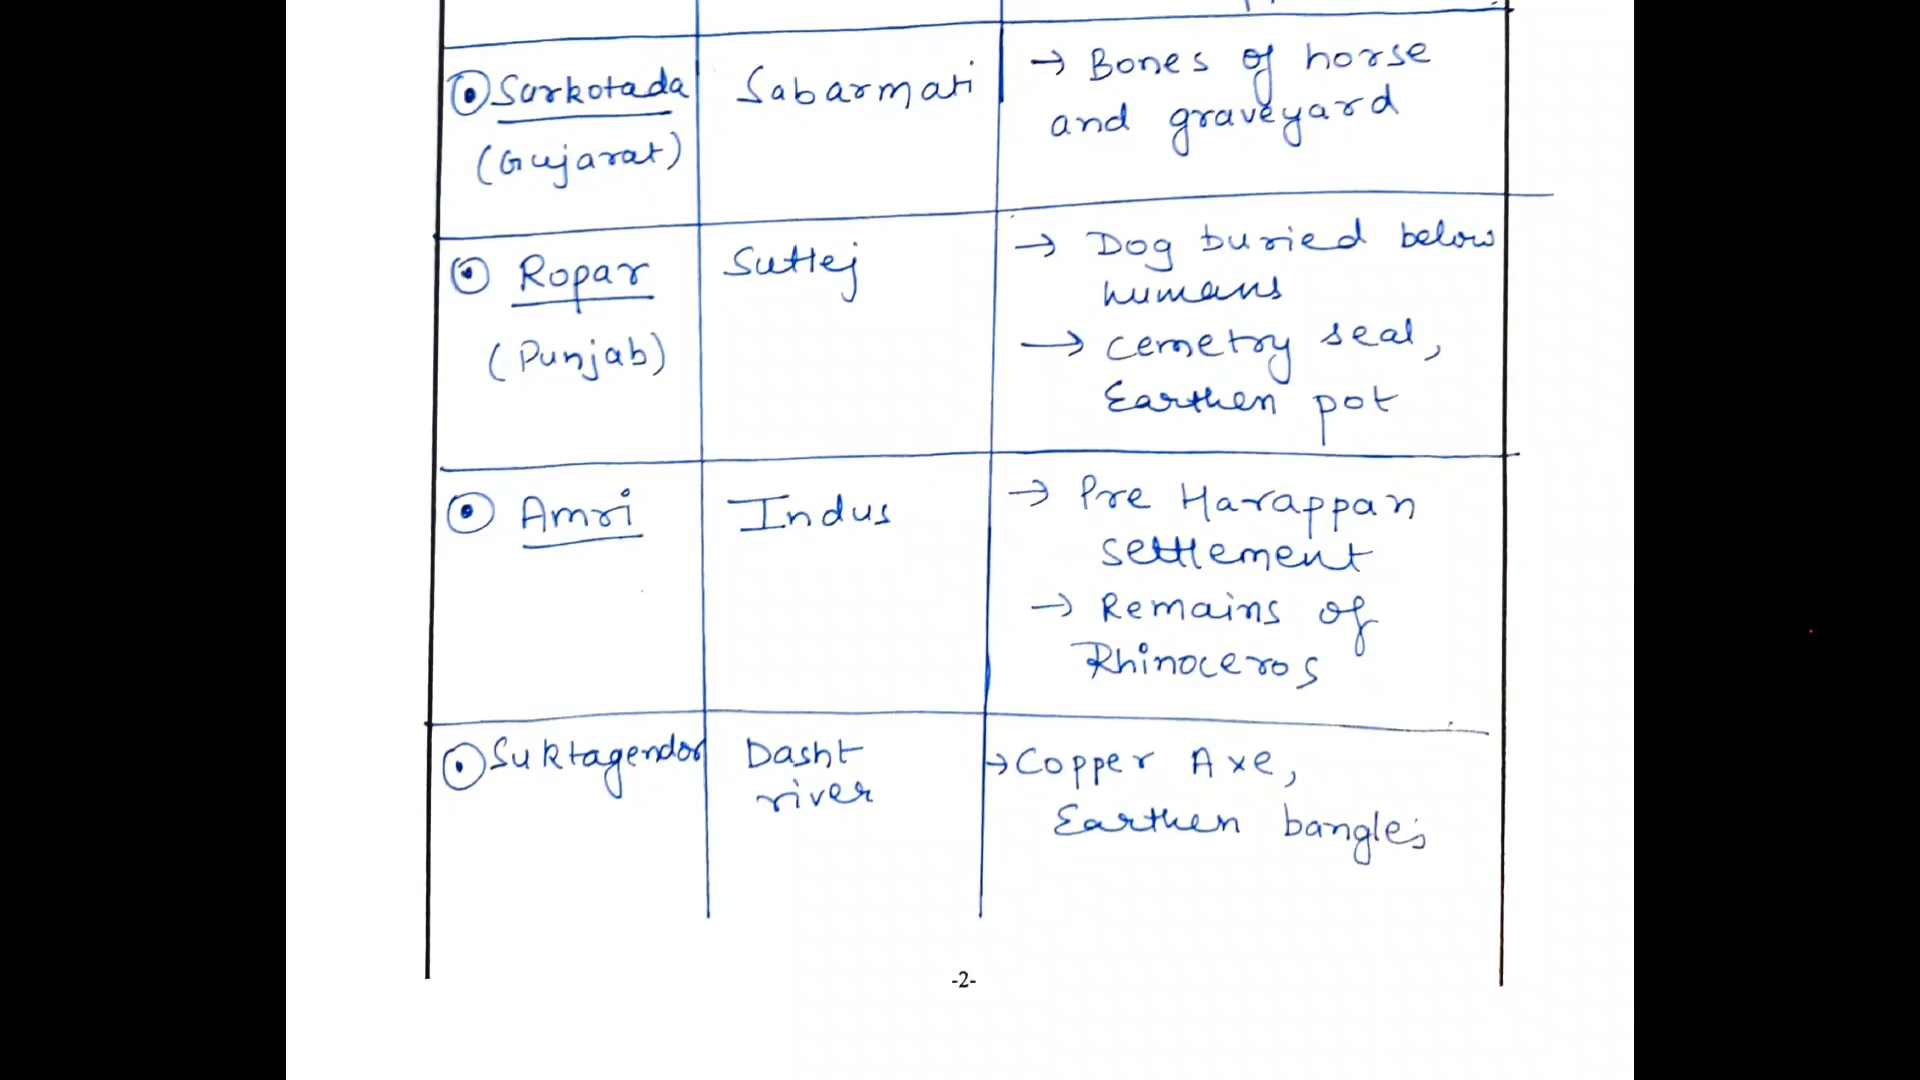 Surkotada
(Gujarat)
Sabarmati
→ Bones of horse
and graveyard
Ropar
(Punjab)
Sutlej
→ Dog buried below
humans
→ cemetry seal,
Earthen pot
Amri
Indus
→ Pre Harappan
settlement
→ Remains of
Rhinoceros
Suktagendor
Dasht
river
→ Copper Axe,
Earthen bangles
-2-